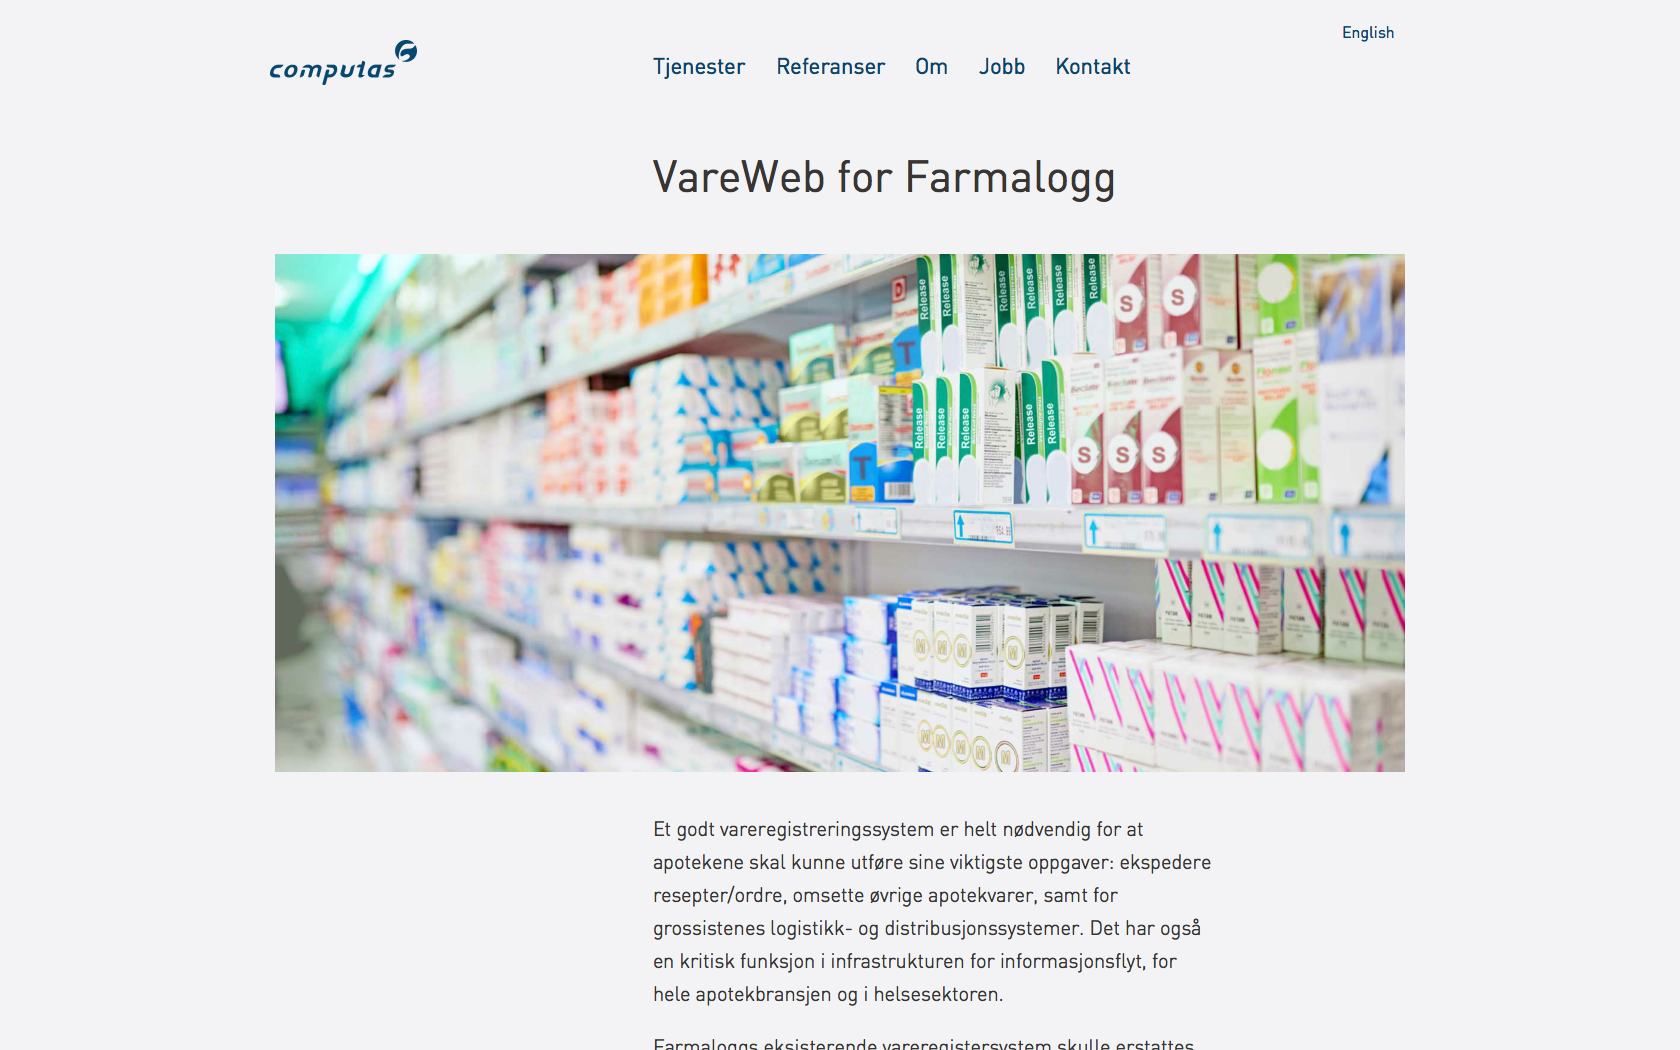 English
computas
Tjenester Referanser Om Jobb Kontakt
VareWeb for Farmalogg
D
T
Release Release Release Release Release Release
S S
Release Release Release Release Release
T
S S S
M M M M
M M M M M
Et godt vareregistreringssystem er helt nødvendig for at
apotekene skal kunne utføre sine viktigste oppgaver: ekspedere
resepter/ordre, omsette øvrige apotekvarer, samt for
grossistenes logistikk- og distribusjonssystemer. Det har også
en kritisk funksjon i infrastrukturen for informasjonsflyt, for
hele apotekbransjen og i helsesektoren.
Farmaloggs eksisterende vareregistersystem skulle erstattes